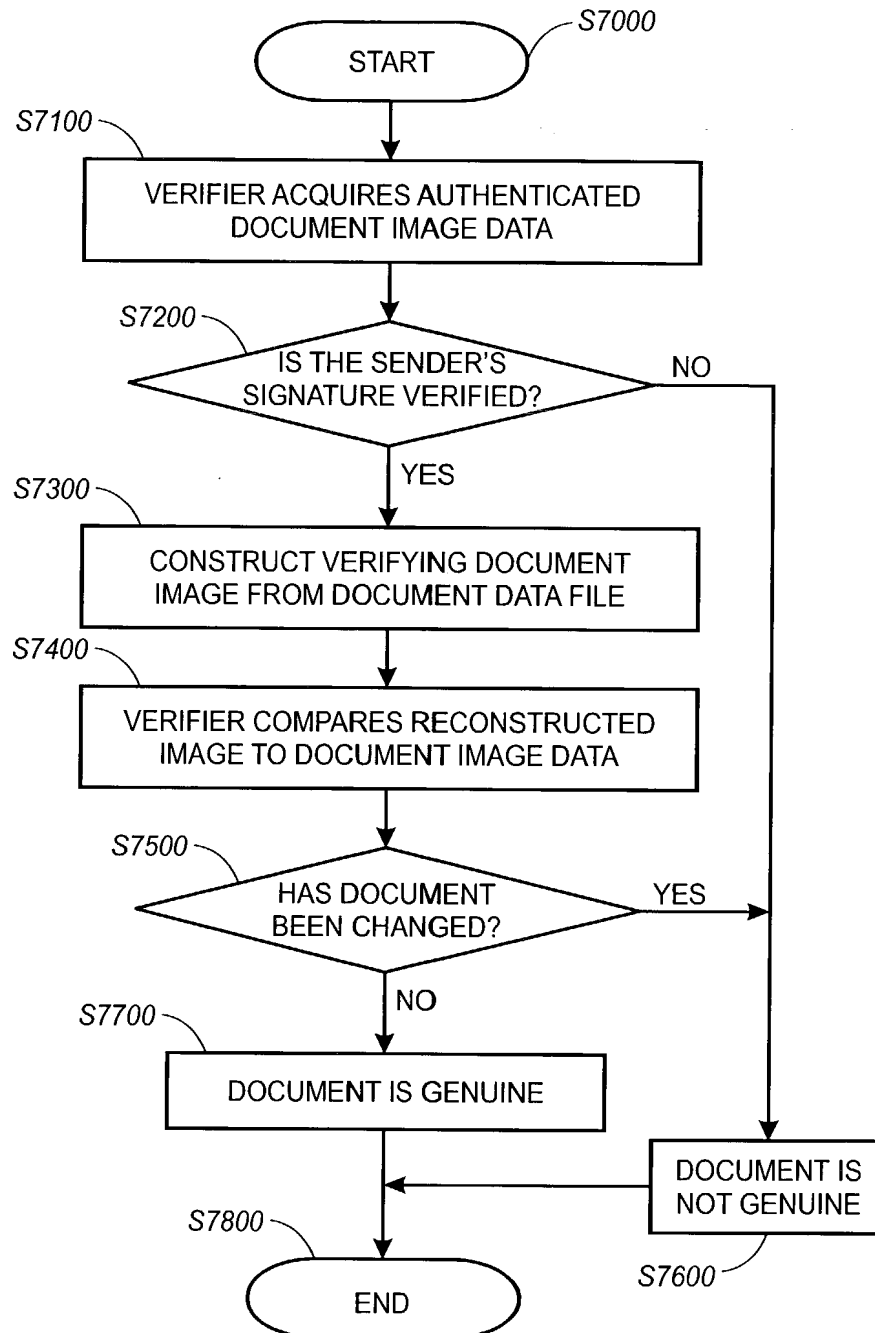 S7000
START
S7100
VERIFIER ACQUIRES AUTHENTICATED
DOCUMENT IMAGE DATA
S7200
IS THE SENDER'S
SIGNATURE VERIFIED?
NO
YES
S7300
CONSTRUCT VERIFYING DOCUMENT
IMAGE FROM DOCUMENT DATA FILE
S7400
VERIFIER COMPARES RECONSTRUCTED
IMAGE TO DOCUMENT IMAGE DATA
S7500
HAS DOCUMENT
BEEN CHANGED?
YES
NO
S7700
DOCUMENT IS GENUINE
DOCUMENT IS
NOT GENUINE
S7600
S7800
END